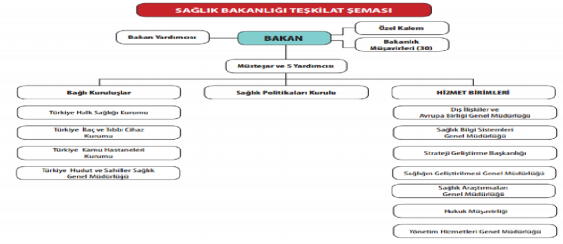 SAĞLIK BAKANLIĞI TEŞKİLAT ŞEMASI
Bakan Yardımcısı
BAKAN
Özel Kalem
Bakanlık
Müşavirleri (30)
Müsteşar ve 5 Yardımcısı
Bağlı Kuruluşlar
Sağlık Politikaları Kurulu
HİZMET BİRİMLERİ
Türkiye Halk Sağlığı Kurumu
Türkiye İlaç ve Tıbbi Cihaz
Kurumu
Türkiye Kamu Hastaneleri
Kurumu
Türkiye Hudut ve Sahiller Sağlık
Genel Müdürlüğü
Dış İlişkiler ve
Avrupa Birliği Genel Müdürlüğü
Sağlık Bilgi Sistemleri
Genel Müdürlüğü
Strateji Geliştirme Başkanlığı
Sağlığın Geliştirilmesi Genel Müdürlüğü
Sağlık Araştırmaları
Genel Müdürlüğü
Hukuk Müşavirliği
Yönetim Hizmetleri Genel Müdürlüğü